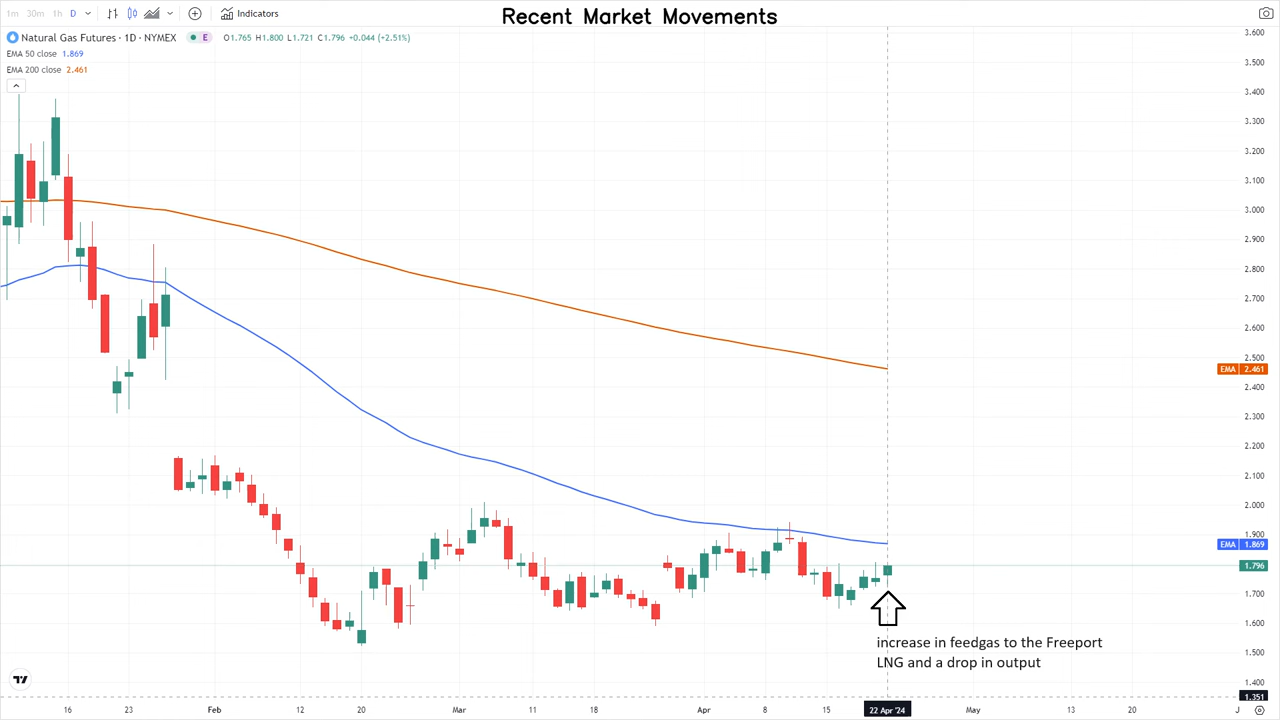 Recent Market Movements
1m 30m 1h D Indicators
Natural Gas Futures · 1D · NYMEX E O1.765 H1.800 L1.721 C1.796 +0.044 (+2.51%)
EMA 50 close 1.869
EMA 200 close 2.461
3.600
3.500
3.400
3.300
3.200
3.100
3.000
2.900
2.800
2.700
2.600
2.500
EMA 2.461
2.400
2.300
2.200
2.100
2.000
1.900
EMA 1.869
1.796
1.700
1.600
increase in feedgas to the Freeport
LNG and a drop in output
1.500
1.400
1.351
16 23 Feb 12 20 Mar 11 18 Apr 8 15 22 Apr '24 May 13 20 J